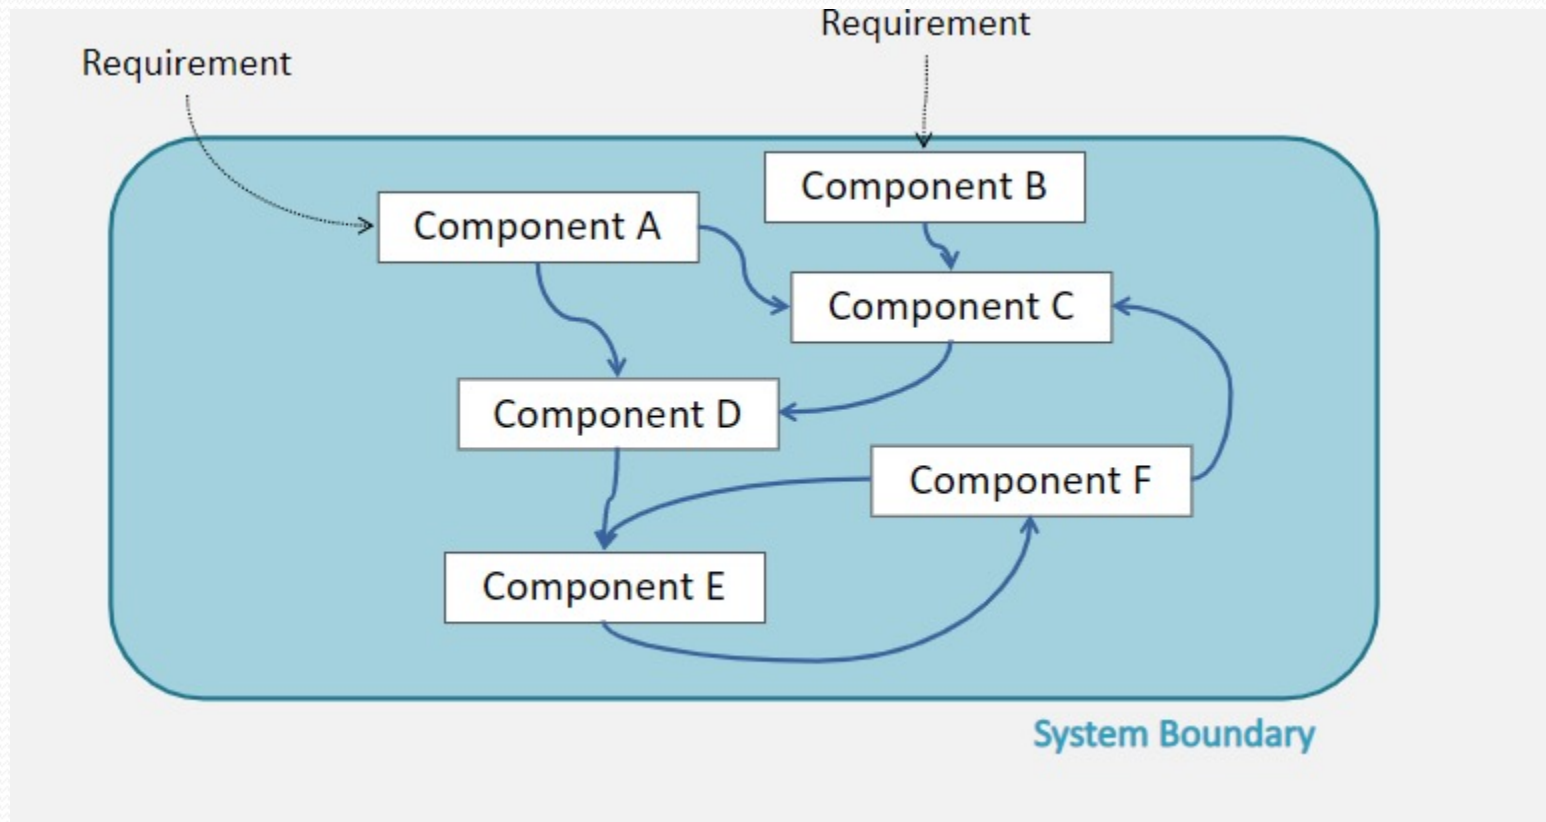 Requirement
Requirement
Component B
Component A
Component C
Component D
Component F
Component E
System Boundary